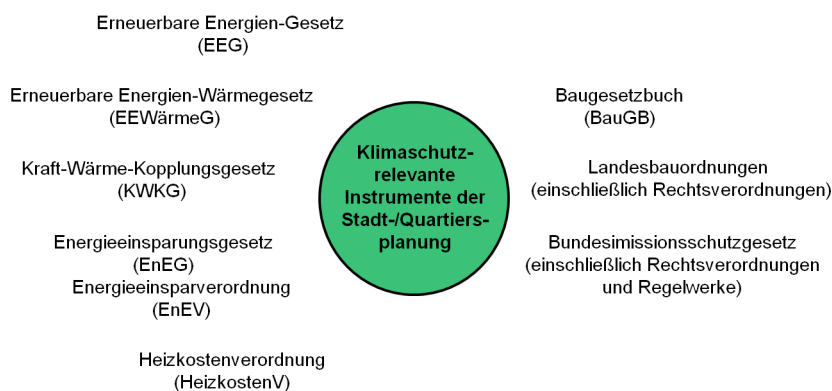 Erneuerbare Energien-Gesetz
(EEG)
Erneuerbare Energien-Wärmegesetz
(EEWärmeG)
Kraft-Wärme-Kopplungsgesetz
(KWKG)
Energieeinsparungsgesetz
(EnEG)
Energieeinsparverordnung
(EnEV)
Heizkostenverordnung
(HeizkostenV)
Klimaschutz-
relevante
Instrumente der
Stadt-/Quartiers-
planung
Baugesetzbuch
(BauGB)
Landesbauordnungen
(einschließlich Rechtsverordnungen)
Bundesimissionsschutzgesetz
(einschließlich Rechtsverordnungen
und Regelwerke)